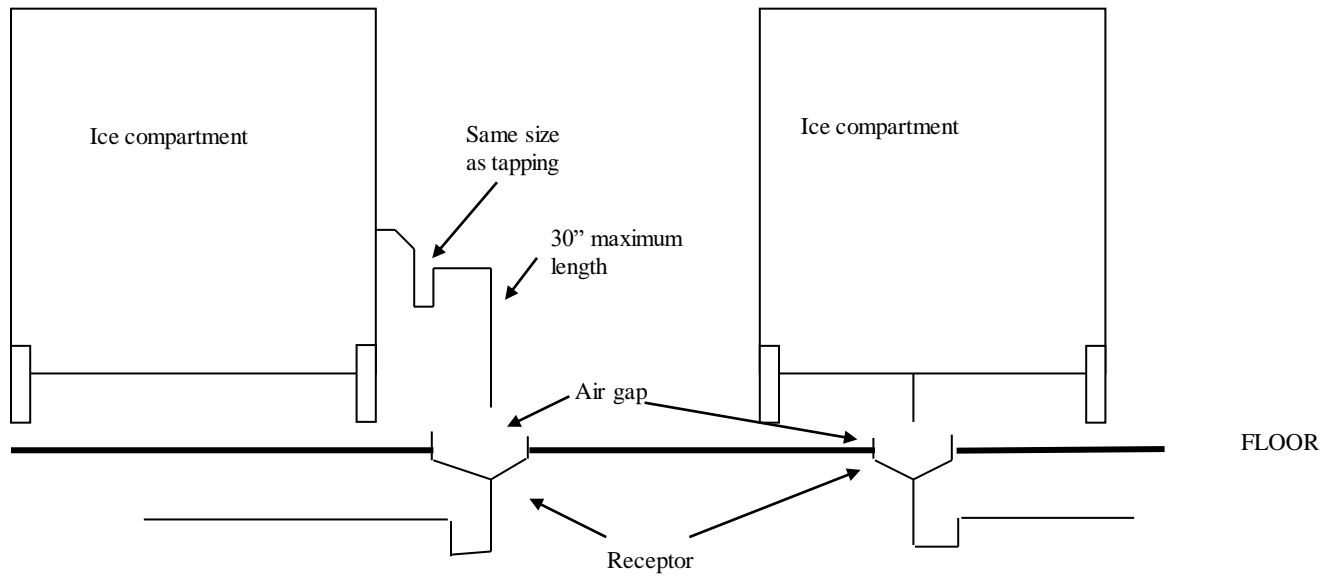 Ice compartment
Ice compartment
Same size
as tapping
30” maximum
length
Air gap
FLOOR
Receptor